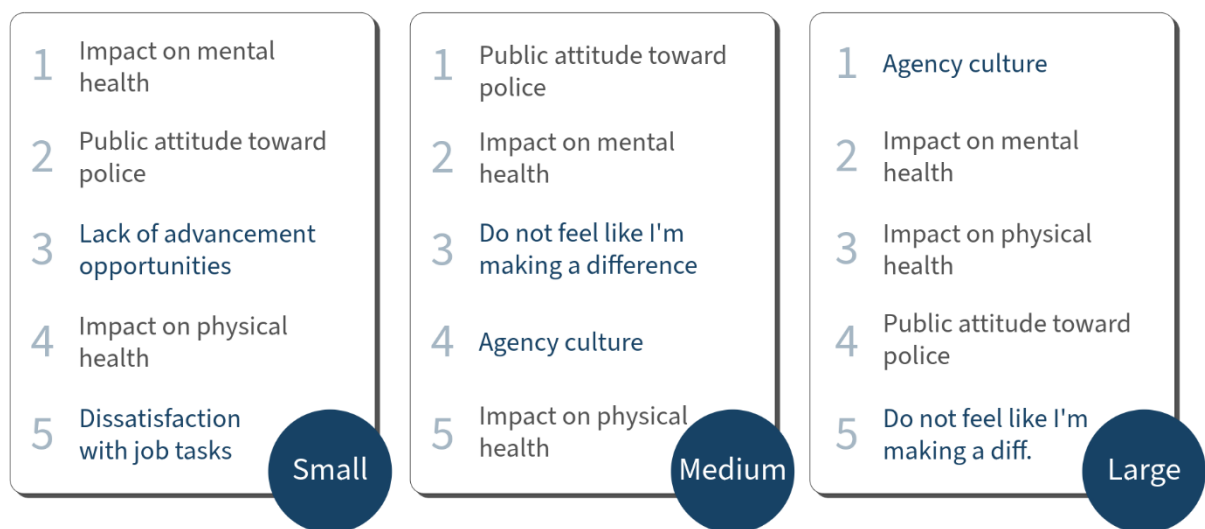 1
Impact on mental
health
2
Public attitude toward
police
3
Lack of advancement
opportunities
4
Impact on physical
health
5
Dissatisfaction
with job tasks
Small
1
Public attitude toward
police
2
Impact on mental
health
3
Do not feel like I'm
making a difference
4
Agency culture
5
Impact on physical
health
Medium
1
Agency culture
2
Impact on mental
health
3
Impact on physical
health
4
Public attitude toward
police
5
Do not feel like I'm
making a diff.
Large